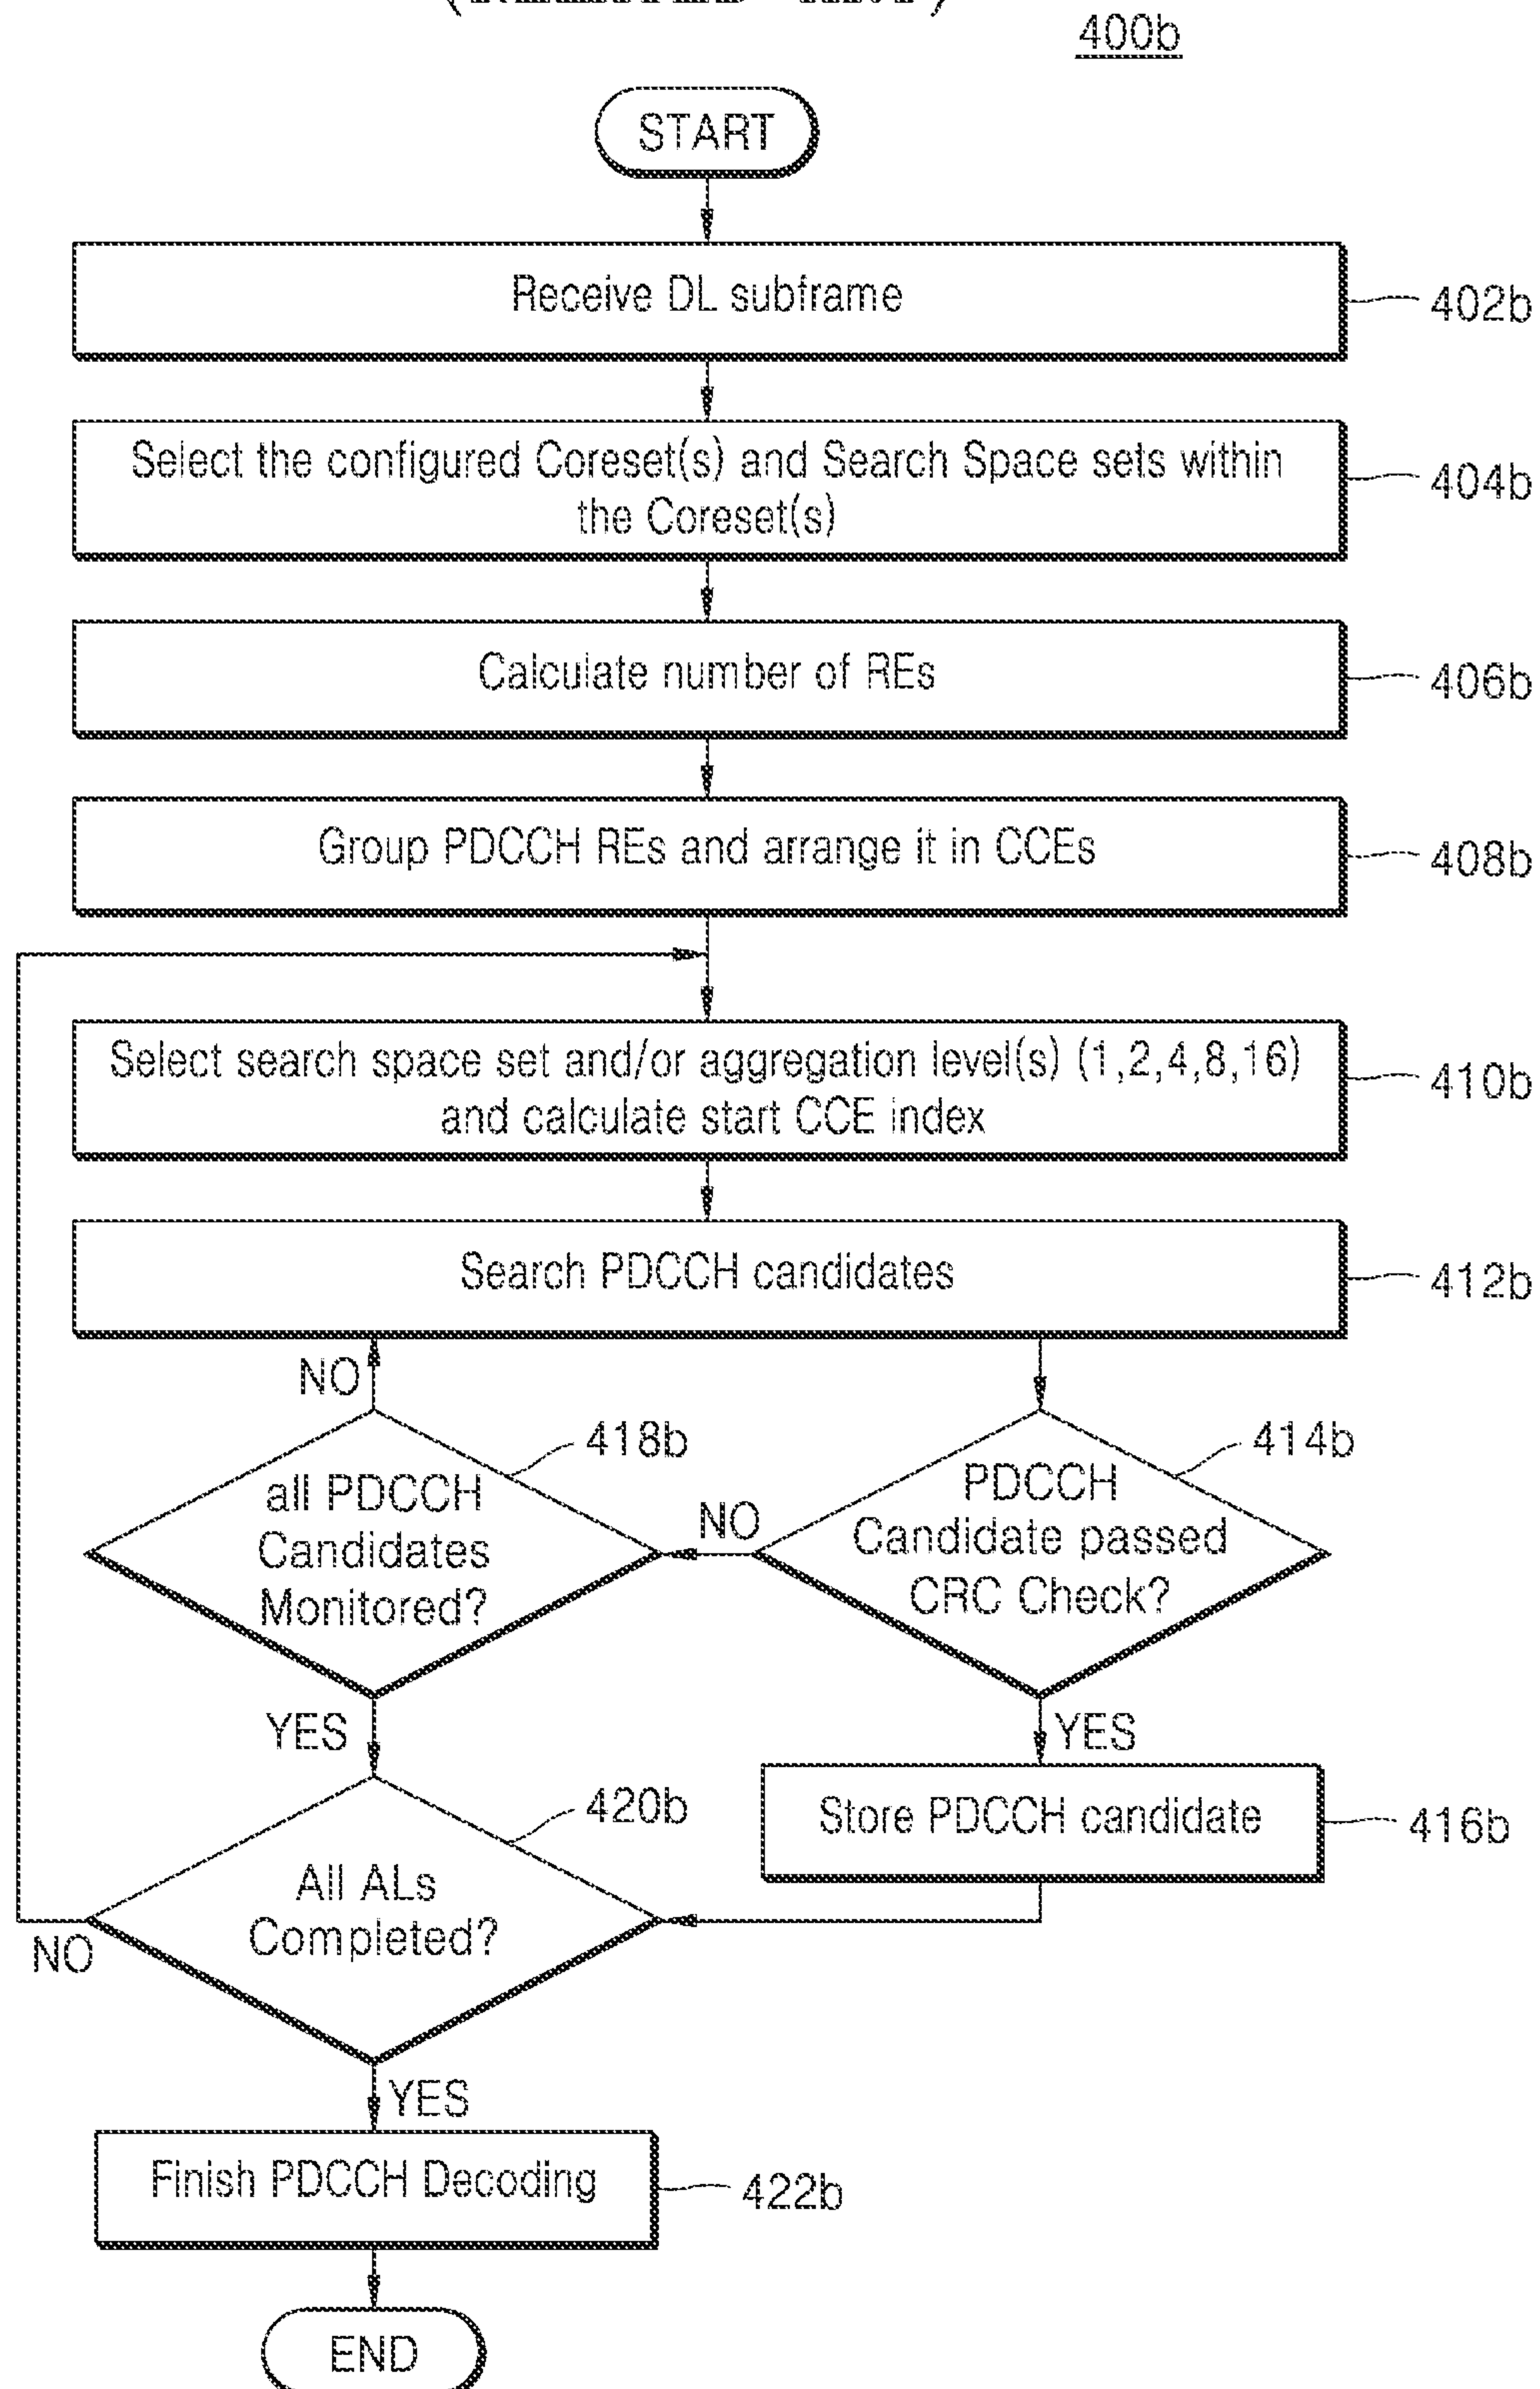 400b
START
Receive DL subframe
402b
Select the configured Coreset(s) and Search Space sets within
the Coreset(s)
404b
Calculate number of REs
406b
Group PDCCH REs and arrange it in CCEs
408b
Select search space set and/or aggregation level(s) (1,2,4,8,16)
and calculate start CCE index
410b
Search PDCCH candidates
412b
NO
418b
414b
all PDCCH
Candidates
Monitored?
NO
PDCCH
Candidate passed
CRC Check?
YES
YES
420b
Store PDCCH candidate
416b
All ALs
Completed?
NO
YES
Finish PDCCH Decoding
422b
END